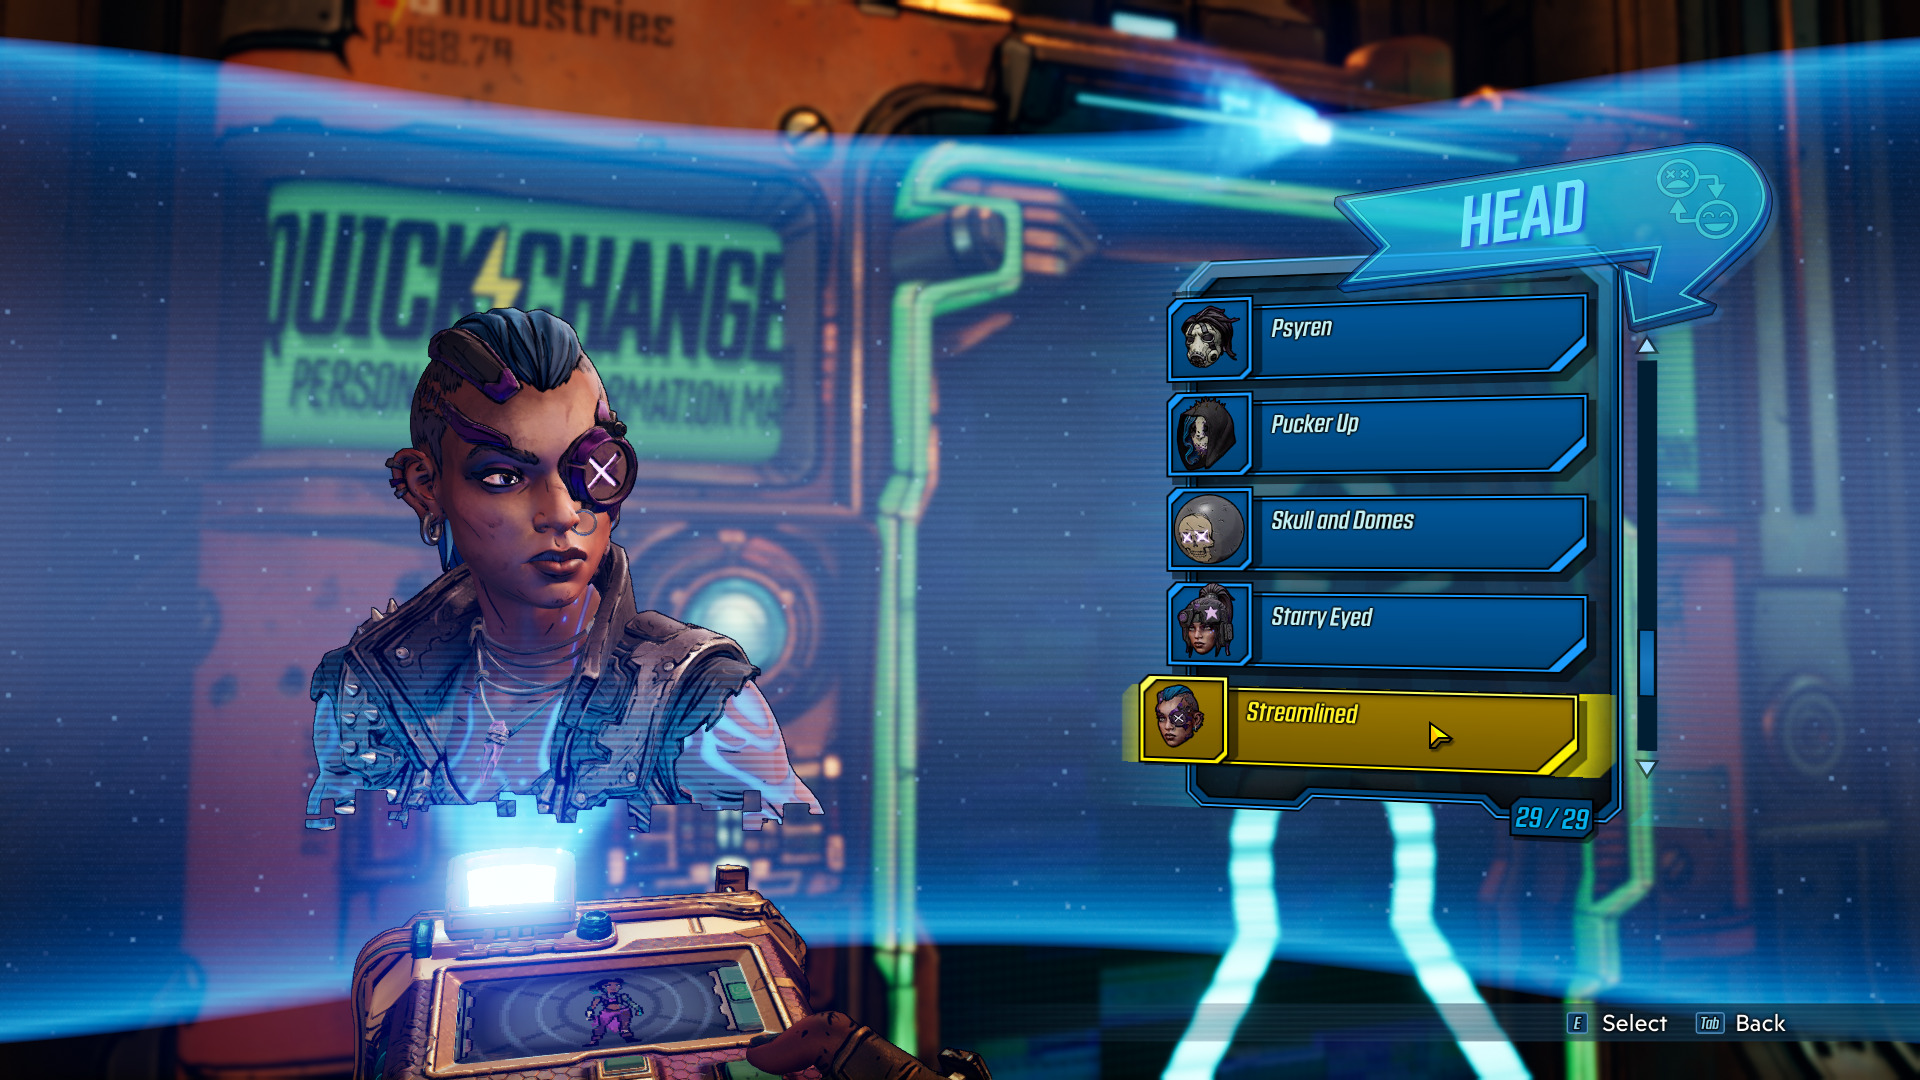 Industries
P-198.79
QUICK CHANGE
HEAD
Psyren
Pucker Up
Skull and Domes
Starry Eyed
Streamlined
29 / 29
E Select Tab Back